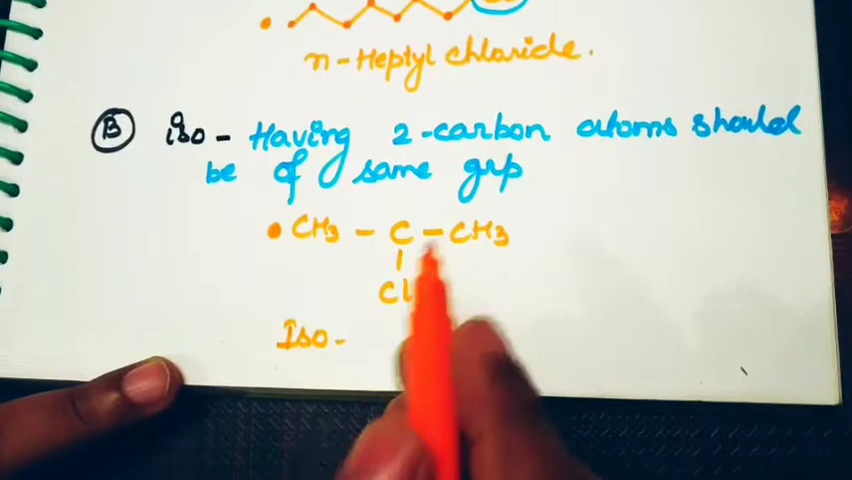 n-Heptyl chloride.
B iso- Having 2-carbon atoms should
be of same grp
CH3 - C - CH3
Cl
Iso-